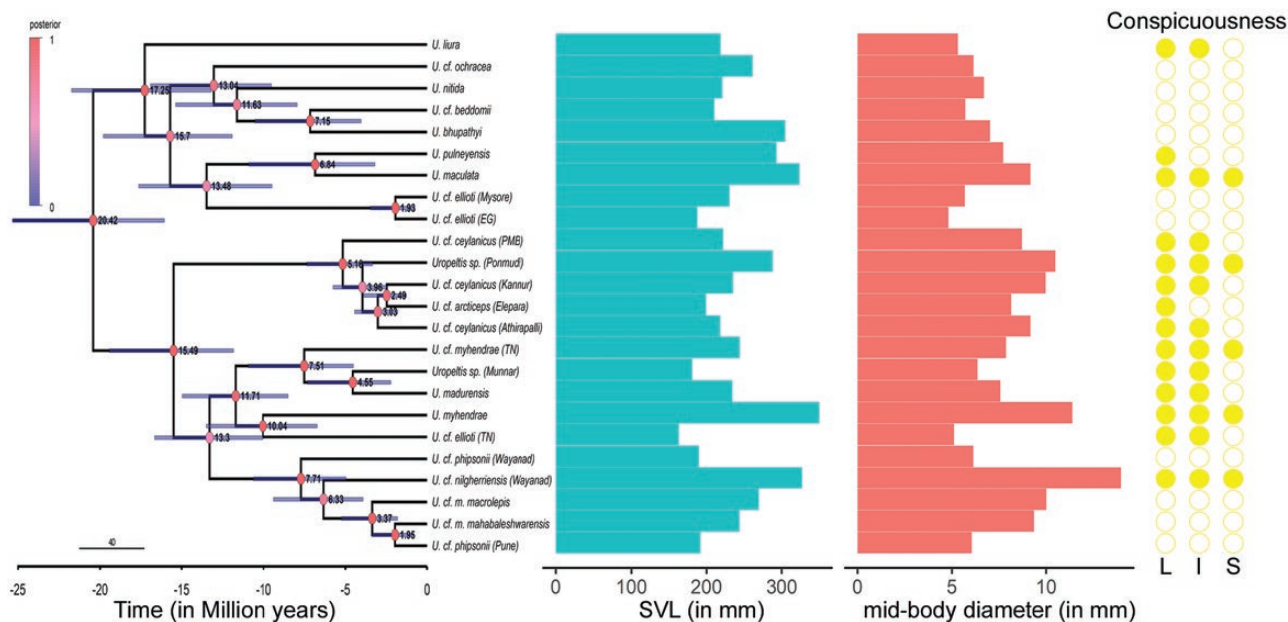 Conspicuousness
posterior
1
0
U. liura
U. cf. ochracea
U. nitida
U. cf. beddomii
U. bhupathyi
U. pulneyensis
U. maculata
U. cf. ellioti (Mysore)
U. cf. ellioti (EG)
U. cf. ceylanicus (PMB)
Uropeltis sp. (Ponmud)
U. cf. ceylanicus (Kannur)
U. cf. arcticeps (Elepara)
U. cf. ceylanicus (Athirapalli)
U. cf. myhendrae (TN)
Uropeltis sp. (Munnar)
U. madurensis
U. myhendrae
U. cf. ellioti (TN)
U. cf. phipsonii (Wayanad)
U. cf. nilgherriensis (Wayanad)
U. cf. m. macrolepis
U. cf. m. mahabaleshwarensis
U. cf. phipsonii (Pune)
17.25
13.04
11.63
7.15
15.7
6.84
13.48
1.93
20.42
5.18
3.96
2.49
3.03
15.49
7.51
4.55
11.71
10.04
13.3
7.71
6.33
3.37
1.95
40
L I S
-25 -20 -15 -10 -5 0
0 100 200 300
0 5 10
Time (in Million years)
SVL (in mm)
mid-body diameter (in mm)